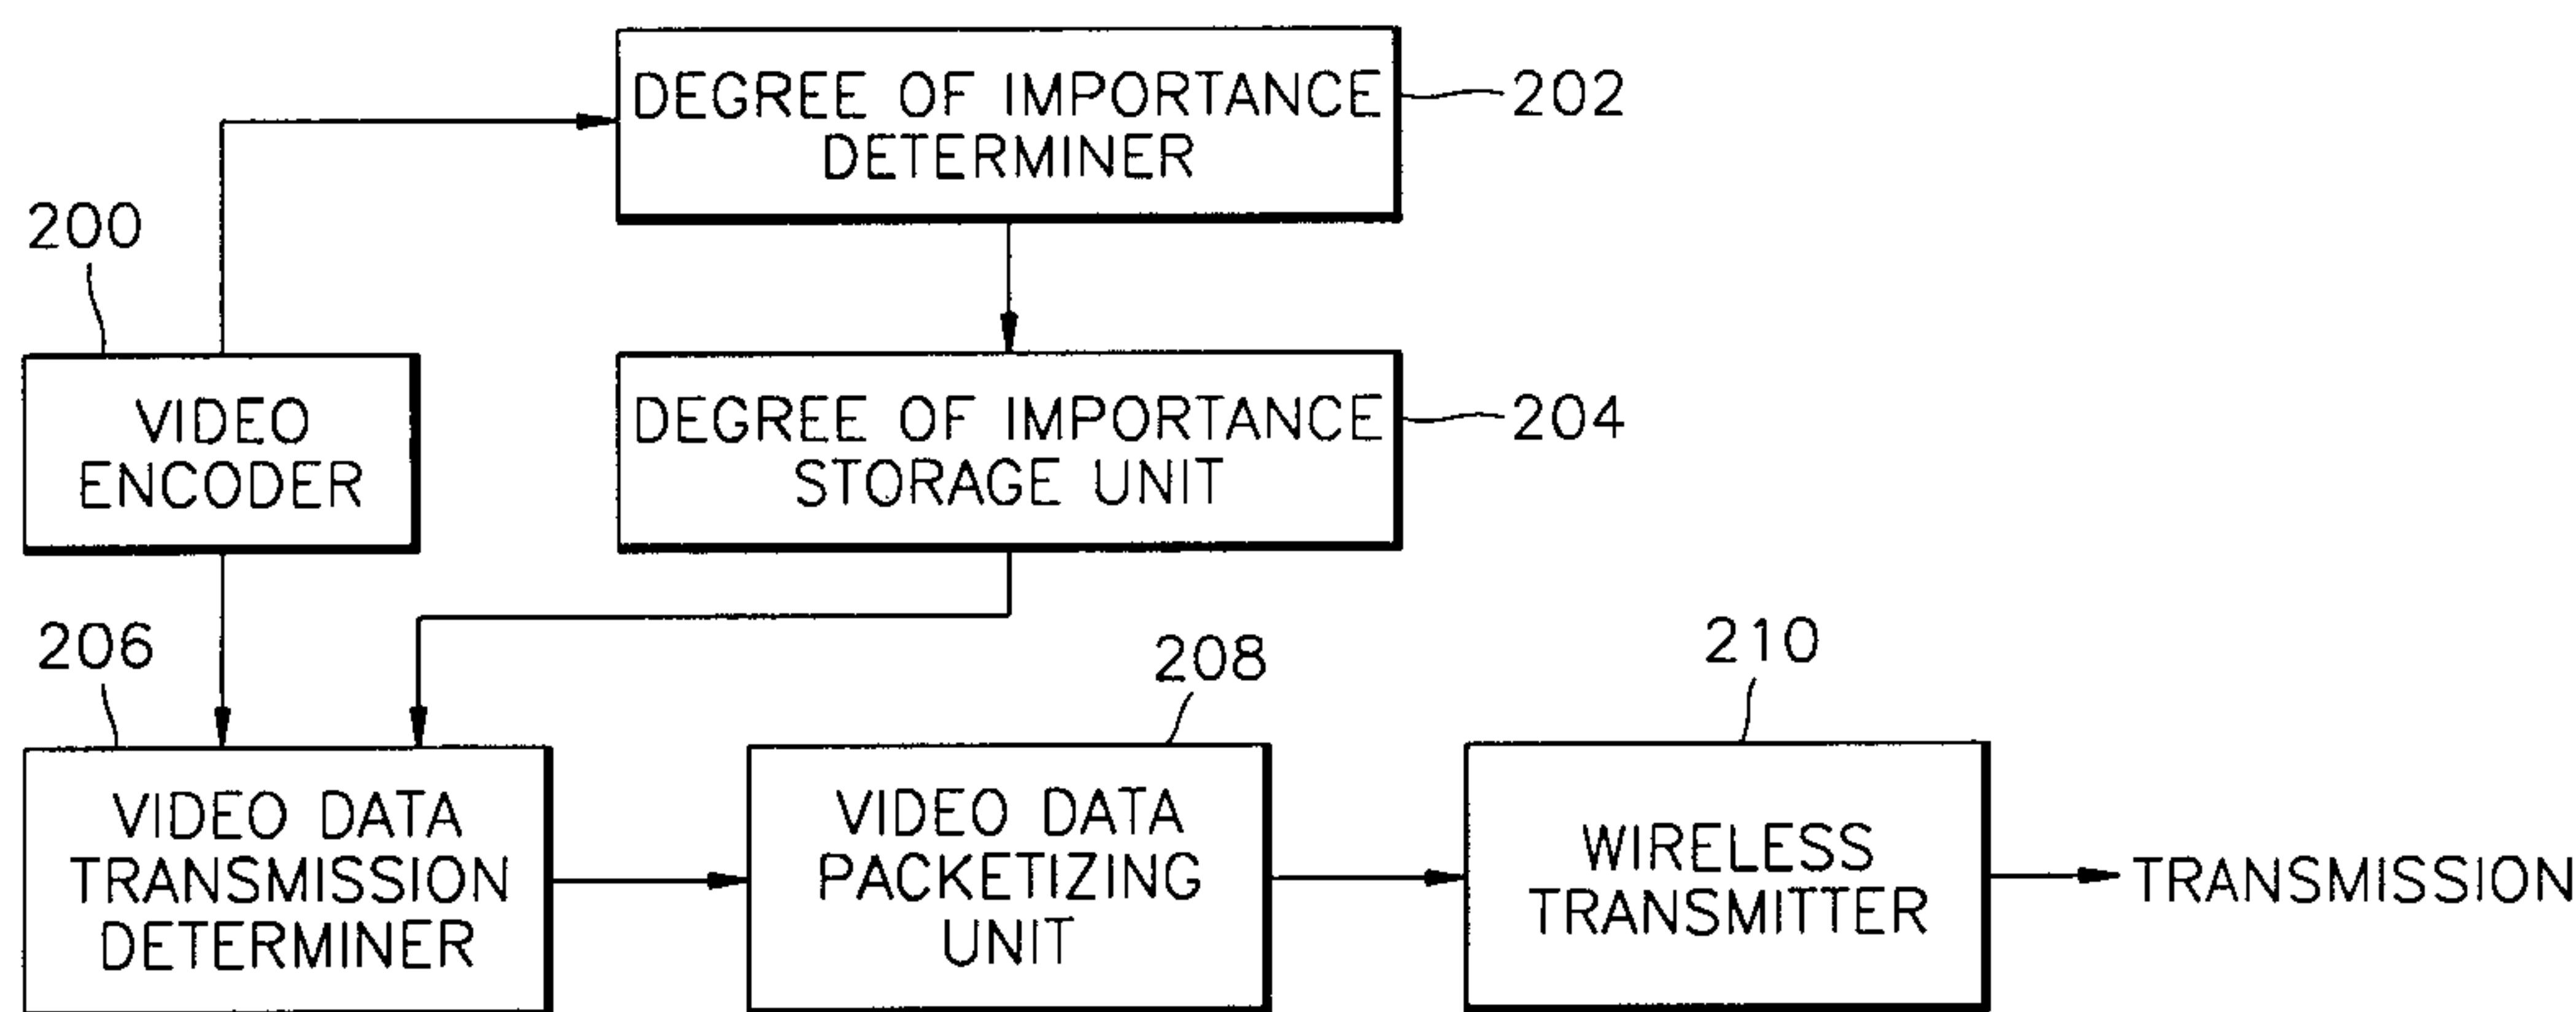 DEGREE OF IMPORTANCE
DETERMINER
202
200
VIDEO
ENCODER
DEGREE OF IMPORTANCE
STORAGE UNIT
204
206
208
210
VIDEO DATA
TRANSMISSION
DETERMINER
VIDEO DATA
PACKETIZING
UNIT
WIRELESS
TRANSMITTER
TRANSMISSION